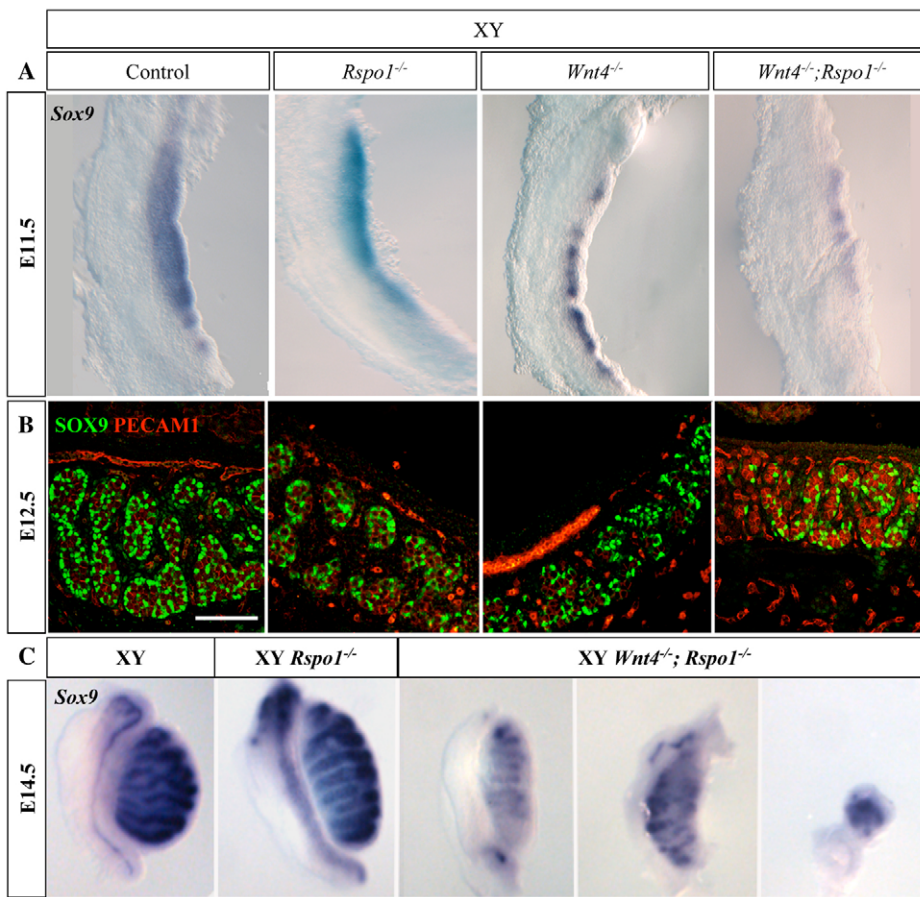 XY
A Control Rspo1-/- Wnt4-/- Wnt4-/-;Rspo1-/-
Sox9
E11.5
B SOX9 PECAM1
E12.5
C XY XY Rspo1-/- XY Wnt4-/-; Rspo1-/-
Sox9
E14.5